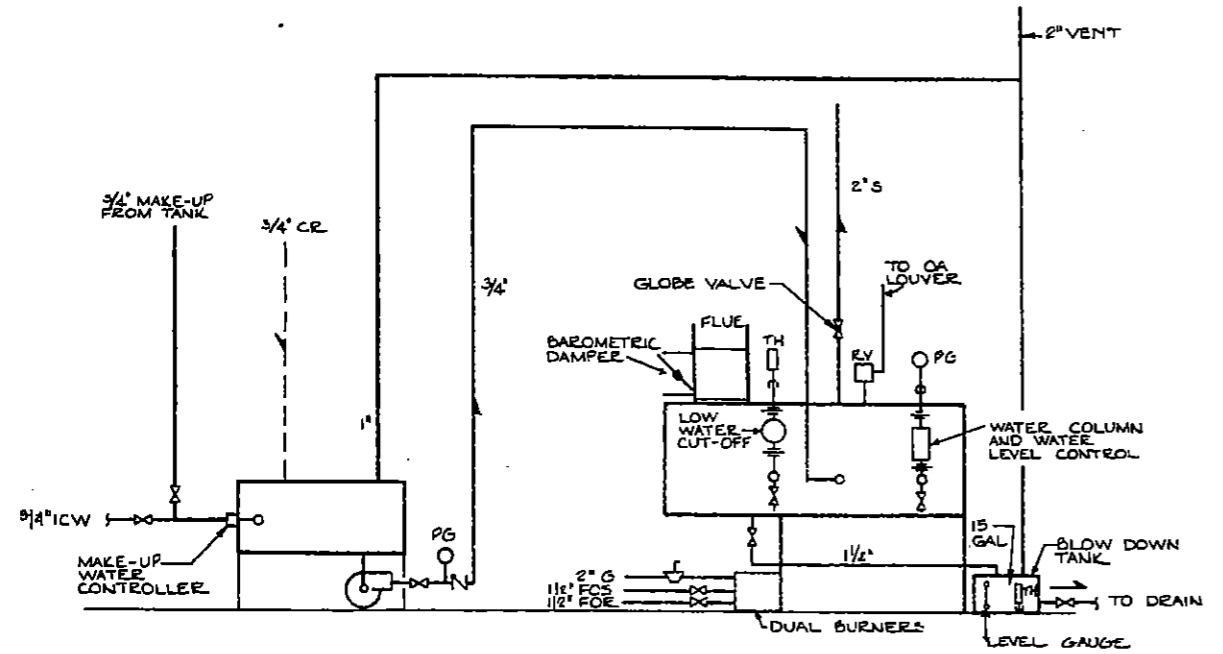 2" VENT
3/4" MAKE-UP
FROM TANK
3/4" CR
2" S
3/4"
TO OA
LOUVER
GLOBE VALVE
FLUE
TH
BAROMETRIC
DAMPER
RV
PG
1"
LOW
WATER
CUT-OFF
WATER COLUMN
AND WATER
LEVEL CONTROL
3/4" ICW
PG
15
GAL
MAKE-UP
WATER
CONTROLLER
1 1/2"
BLOW DOWN
TANK
2" G
1 1/2" FOS
1 1/2" FOR
TH
TO DRAIN
DUAL BURNERS
LEVEL GAUGE